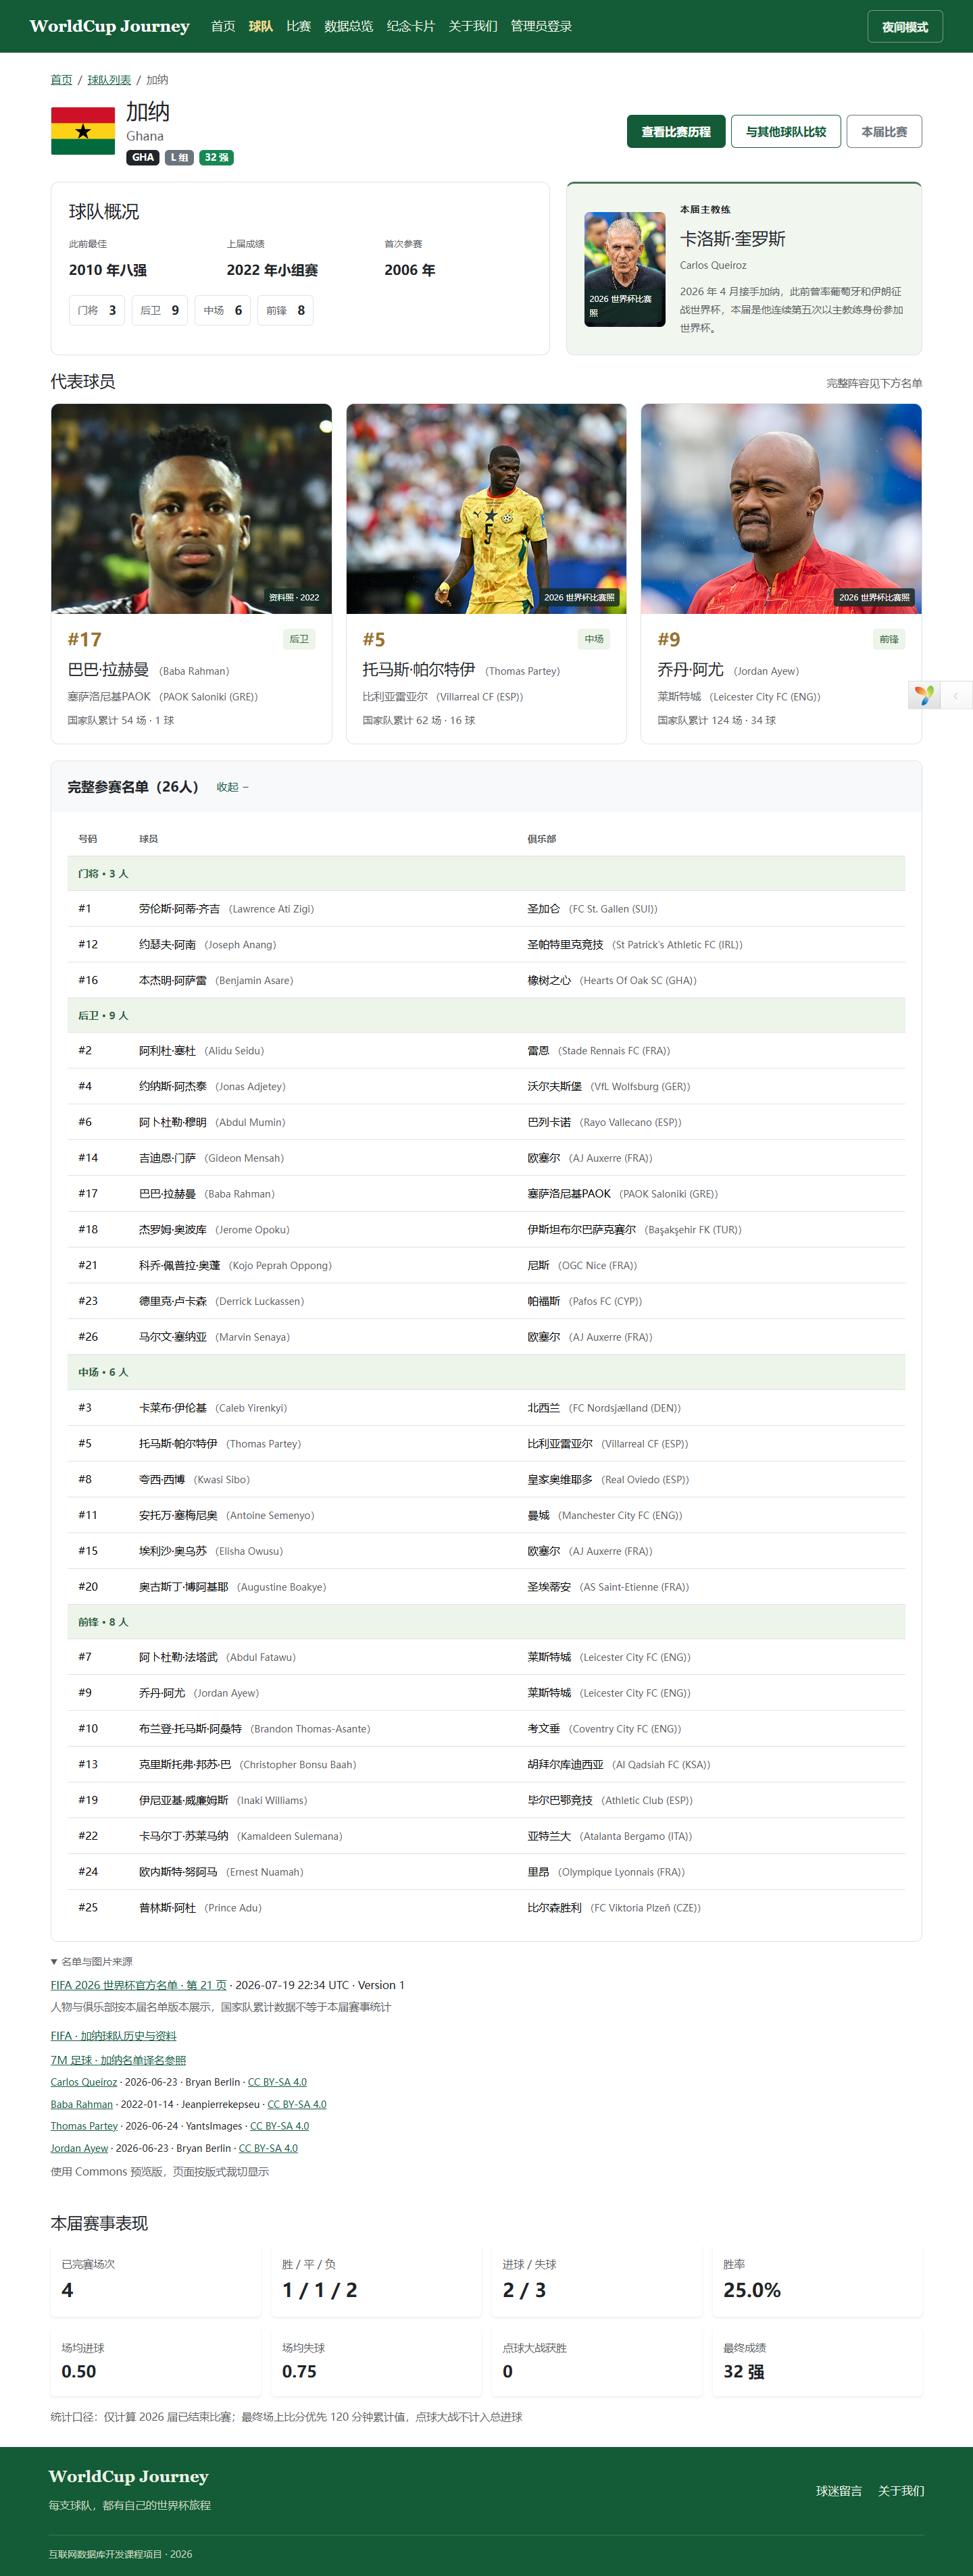 WorldCup Journey 首页 球队 比赛 数据总览 纪念卡片 关于我们 管理员登录 夜间模式
首页 / 球队列表 / 加纳
加纳
Ghana
GHA L 组 32 强
查看比赛历程 与其他球队比较 本届比赛
球队概况
此前最佳 上届成绩 首次参赛
2010 年八强 2022 年小组赛 2006 年
门将 3 后卫 9 中场 6 前锋 8
2026 世界杯比赛
照
本届主教练
卡洛斯·奎罗斯
Carlos Queiroz
2026 年 4 月接手加纳，此前曾率葡萄牙和伊朗征
战世界杯，本届是他连续第五次以主教练身份参加
世界杯。
代表球员 完整阵容见下方名单
资料照 · 2022
#17 后卫
巴巴·拉赫曼 （Baba Rahman）
塞萨洛尼基PAOK （PAOK Saloniki (GRE)）
国家队累计 54 场 · 1 球
2026 世界杯比赛照
#5 中场
托马斯·帕尔特伊 （Thomas Partey）
比利亚雷亚尔 （Villarreal CF (ESP)）
国家队累计 62 场 · 16 球
2026 世界杯比赛照
#9 前锋
乔丹·阿尤 （Jordan Ayew）
莱斯特城 （Leicester City FC (ENG)）
国家队累计 124 场 · 34 球
完整参赛名单（26人） 收起 −
号码 球员 俱乐部
门将 • 3 人
#1 劳伦斯·阿蒂·齐吉 （Lawrence Ati Zigi） 圣加仑 （FC St. Gallen (SUI)）
#12 约瑟夫·阿南 （Joseph Anang） 圣帕特里克竞技 （St Patrick's Athletic FC (IRL)）
#16 本杰明·阿萨雷 （Benjamin Asare） 橡树之心 （Hearts Of Oak SC (GHA)）
后卫 • 9 人
#2 阿利杜·塞杜 （Alidu Seidu） 雷恩 （Stade Rennais FC (FRA)）
#4 约纳斯·阿杰泰 （Jonas Adjetey） 沃尔夫斯堡 （VfL Wolfsburg (GER)）
#6 阿卜杜勒·穆明 （Abdul Mumin） 巴列卡诺 （Rayo Vallecano (ESP)）
#14 吉迪恩·门萨 （Gideon Mensah） 欧塞尔 （AJ Auxerre (FRA)）
#17 巴巴·拉赫曼 （Baba Rahman） 塞萨洛尼基PAOK （PAOK Saloniki (GRE)）
#18 杰罗姆·奥波库 （Jerome Opoku） 伊斯坦布尔巴萨克赛尔 （Başakşehir FK (TUR)）
#21 科乔·佩普拉·奥蓬 （Kojo Peprah Oppong） 尼斯 （OGC Nice (FRA)）
#23 德里克·卢卡森 （Derrick Luckassen） 帕福斯 （Pafos FC (CYP)）
#26 马尔文·塞纳亚 （Marvin Senaya） 欧塞尔 （AJ Auxerre (FRA)）
中场 • 6 人
#3 卡莱布·伊伦基 （Caleb Yirenkyi） 北西兰 （FC Nordsjælland (DEN)）
#5 托马斯·帕尔特伊 （Thomas Partey） 比利亚雷亚尔 （Villarreal CF (ESP)）
#8 夸西·西博 （Kwasi Sibo） 皇家奥维耶多 （Real Oviedo (ESP)）
#11 安托万·塞梅尼奥 （Antoine Semenyo） 曼城 （Manchester City FC (ENG)）
#15 埃利沙·奥乌苏 （Elisha Owusu） 欧塞尔 （AJ Auxerre (FRA)）
#20 奥古斯丁·博阿基耶 （Augustine Boakye） 圣埃蒂安 （AS Saint-Etienne (FRA)）
前锋 • 8 人
#7 阿卜杜勒·法塔武 （Abdul Fatawu） 莱斯特城 （Leicester City FC (ENG)）
#9 乔丹·阿尤 （Jordan Ayew） 莱斯特城 （Leicester City FC (ENG)）
#10 布兰登·托马斯·阿桑特 （Brandon Thomas-Asante） 考文垂 （Coventry City FC (ENG)）
#13 克里斯托弗·邦苏·巴 （Christopher Bonsu Baah） 胡拜尔库迪西亚 （Al Qadsiah FC (KSA)）
#19 伊尼亚基·威廉姆斯 （Inaki Williams） 毕尔巴鄂竞技 （Athletic Club (ESP)）
#22 卡马尔丁·苏莱马纳 （Kamaldeen Sulemana） 亚特兰大 （Atalanta Bergamo (ITA)）
#24 欧内斯特·努阿马 （Ernest Nuamah） 里昂 （Olympique Lyonnais (FRA)）
#25 普林斯·阿杜 （Prince Adu） 比尔森胜利 （FC Viktoria Plzeň (CZE)）
▼ 名单与图片来源
FIFA 2026 世界杯官方名单 · 第 21 页 · 2026-07-19 22:34 UTC · Version 1
人物与俱乐部按本届名单版本展示，国家队累计数据不等于本届赛事统计
FIFA · 加纳球队历史与资料
7M 足球 · 加纳名单译名参照
Carlos Queiroz · 2026-06-23 · Bryan Berlin · CC BY-SA 4.0
Baba Rahman · 2022-01-14 · Jeanpierrekepseu · CC BY-SA 4.0
Thomas Partey · 2026-06-24 · YantsImages · CC BY-SA 4.0
Jordan Ayew · 2026-06-23 · Bryan Berlin · CC BY-SA 4.0
使用 Commons 预览版，页面按版式裁切显示
本届赛事表现
已完赛场次 胜 / 平 / 负 进球 / 失球 胜率
4 1 / 1 / 2 2 / 3 25.0%
场均进球 场均失球 点球大战获胜 最终成绩
0.50 0.75 0 32 强
统计口径：仅计算 2026 届已结束比赛；最终场上比分优先 120 分钟累计值，点球大战不计入总进球
WorldCup Journey
每支球队，都有自己的世界杯旅程
球迷留言 关于我们
互联网数据库开发课程项目 · 2026